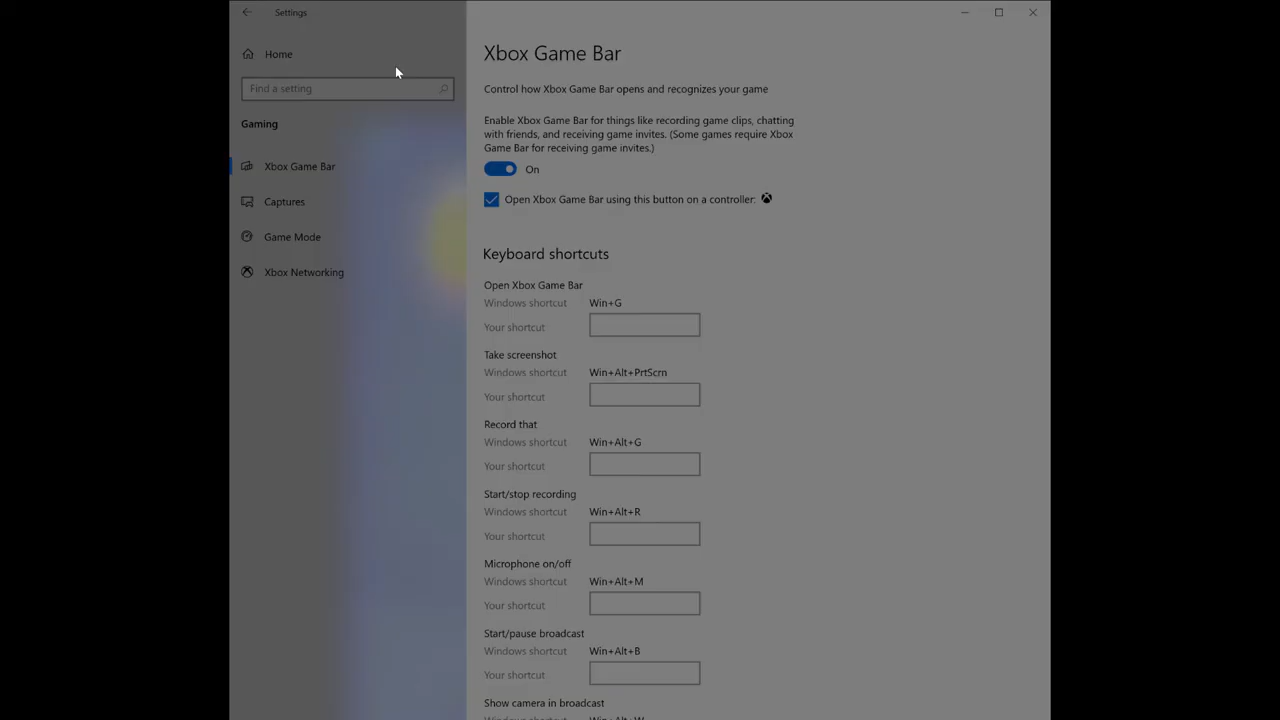 Settings
Home
Find a setting
Gaming
Xbox Game Bar
Captures
Game Mode
Xbox Networking
Xbox Game Bar
Control how Xbox Game Bar opens and recognizes your game
Enable Xbox Game Bar for things like recording game clips, chatting
with friends, and receiving game invites. (Some games require Xbox
Game Bar for receiving game invites.)
On
Open Xbox Game Bar using this button on a controller:
Keyboard shortcuts
Open Xbox Game Bar
Windows shortcut Win+G
Your shortcut
Take screenshot
Windows shortcut Win+Alt+PrtScrn
Your shortcut
Record that
Windows shortcut Win+Alt+G
Your shortcut
Start/stop recording
Windows shortcut Win+Alt+R
Your shortcut
Microphone on/off
Windows shortcut Win+Alt+M
Your shortcut
Start/pause broadcast
Windows shortcut Win+Alt+B
Your shortcut
Show camera in broadcast
Windows shortcut Win+Alt+W